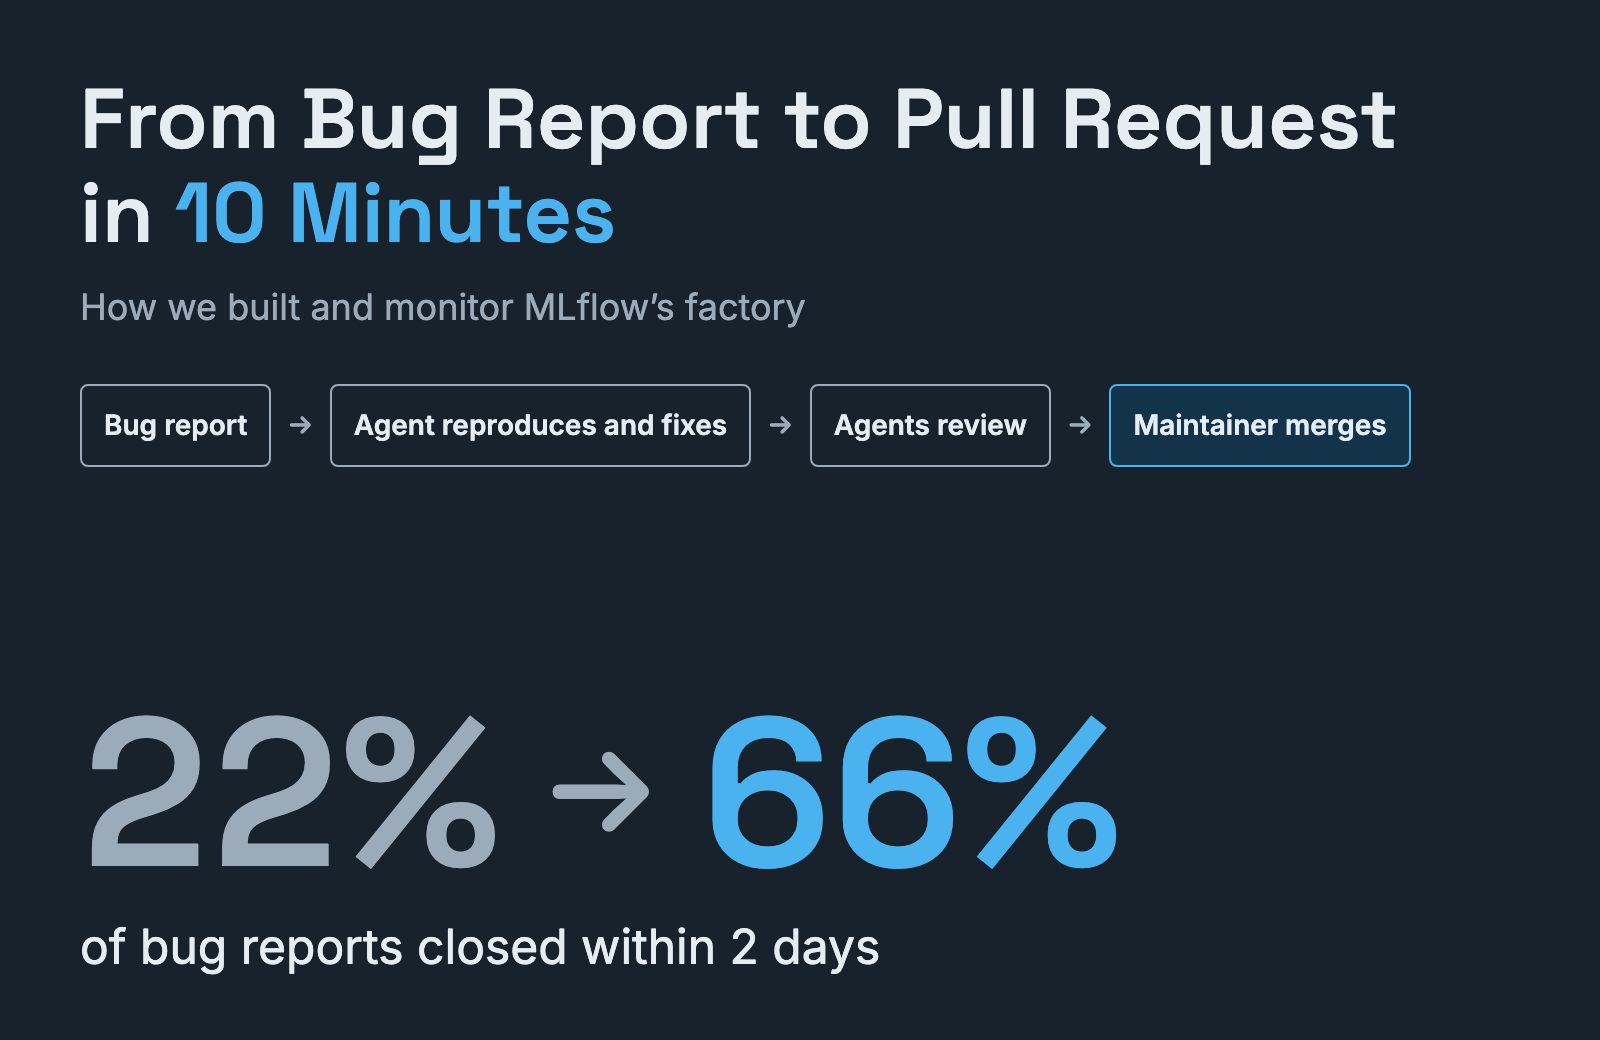 From Bug Report to Pull Request
in 10 Minutes
How we built and monitor MLflow’s factory
Bug report → Agent reproduces and fixes → Agents review → Maintainer merges
22% → 66%
of bug reports closed within 2 days